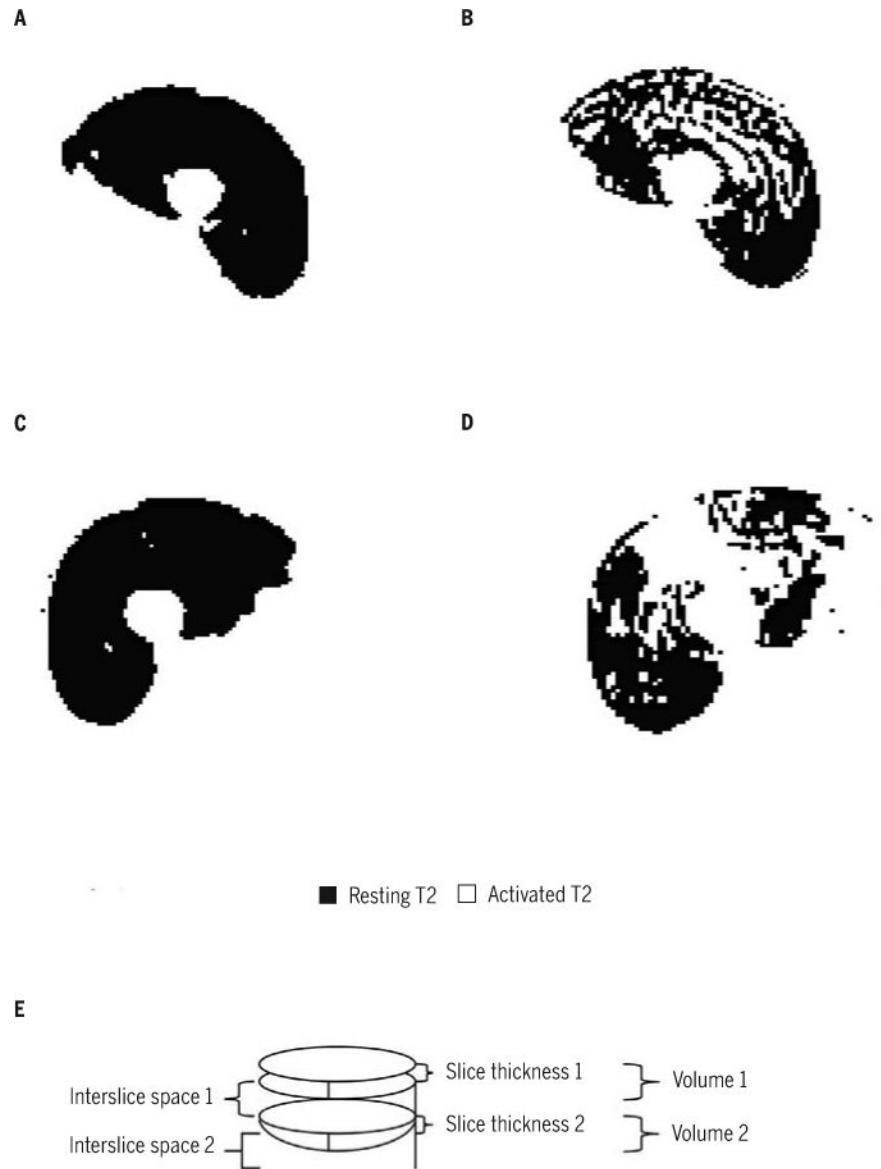 A
B
C
D
Resting T2 Activated T2
E
Interslice space 1
Slice thickness 1
Volume 1
Interslice space 2
Slice thickness 2
Volume 2